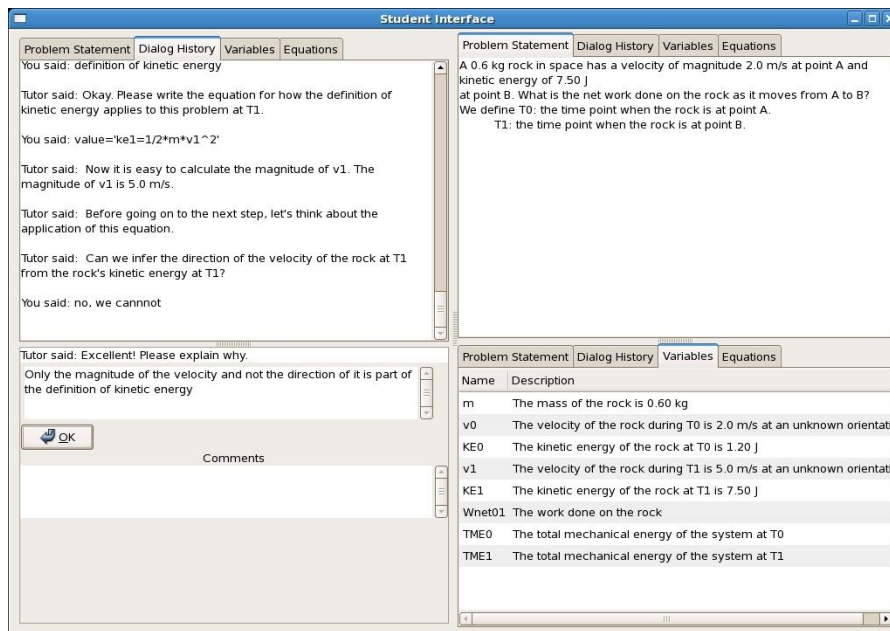 Student Interface
Problem Statement Dialog History Variables Equations
You said: definition of kinetic energy
Tutor said: Okay. Please write the equation for how the definition of
kinetic energy applies to this problem at T1.
You said: value='ke1=1/2*m*v1^2'
Tutor said: Now it is easy to calculate the magnitude of v1. The
magnitude of v1 is 5.0 m/s.
Tutor said: Before going on to the next step, let's think about the
application of this equation.
Tutor said: Can we infer the direction of the velocity of the rock at T1
from the rock's kinetic energy at T1?
You said: no, we cannnot
Tutor said: Excellent! Please explain why.
Only the magnitude of the velocity and not the direction of it is part of
the definition of kinetic energy
OK
Comments
Problem Statement Dialog History Variables Equations
A 0.6 kg rock in space has a velocity of magnitude 2.0 m/s at point A and
kinetic energy of 7.50 J
at point B. What is the net work done on the rock as it moves from A to B?
We define T0: the time point when the rock is at point A.
T1: the time point when the rock is at point B.
Problem Statement Dialog History Variables Equations
Name Description
m The mass of the rock is 0.60 kg
v0 The velocity of the rock during T0 is 2.0 m/s at an unknown orientati
KE0 The kinetic energy of the rock at T0 is 1.20 J
v1 The velocity of the rock during T1 is 5.0 m/s at an unknown orientati
KE1 The kinetic energy of the rock at T1 is 7.50 J
Wnet01 The work done on the rock
TME0 The total mechanical energy of the system at T0
TME1 The total mechanical energy of the system at T1